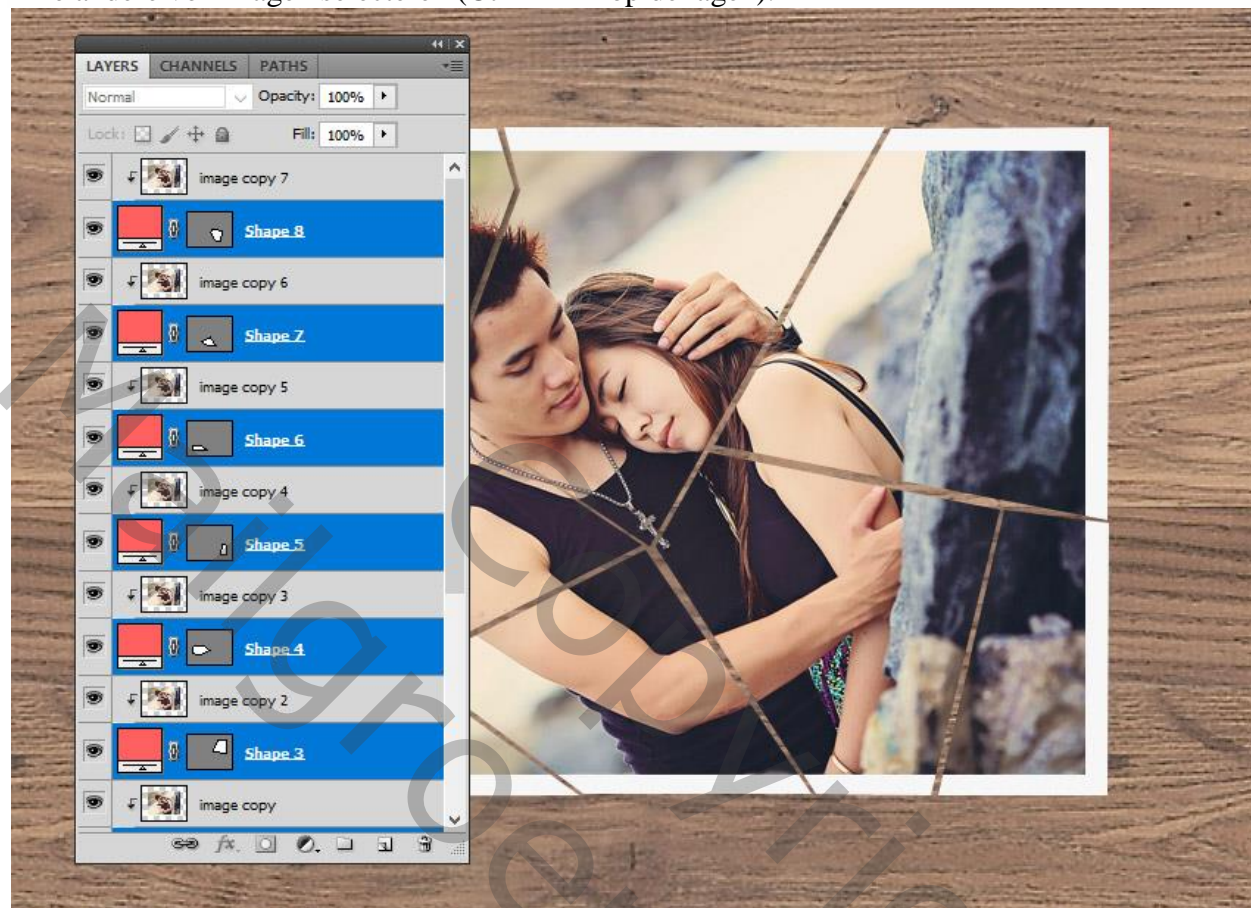 LAYERS CHANNELS PATHS
Normal Opacity: 100%
Lock: Fill: 100%
image copy 7
Shape 8
image copy 6
Shape 7
image copy 5
Shape 6
image copy 4
Shape 5
image copy 3
Shape 4
image copy 2
Shape 3
image copy
fx.